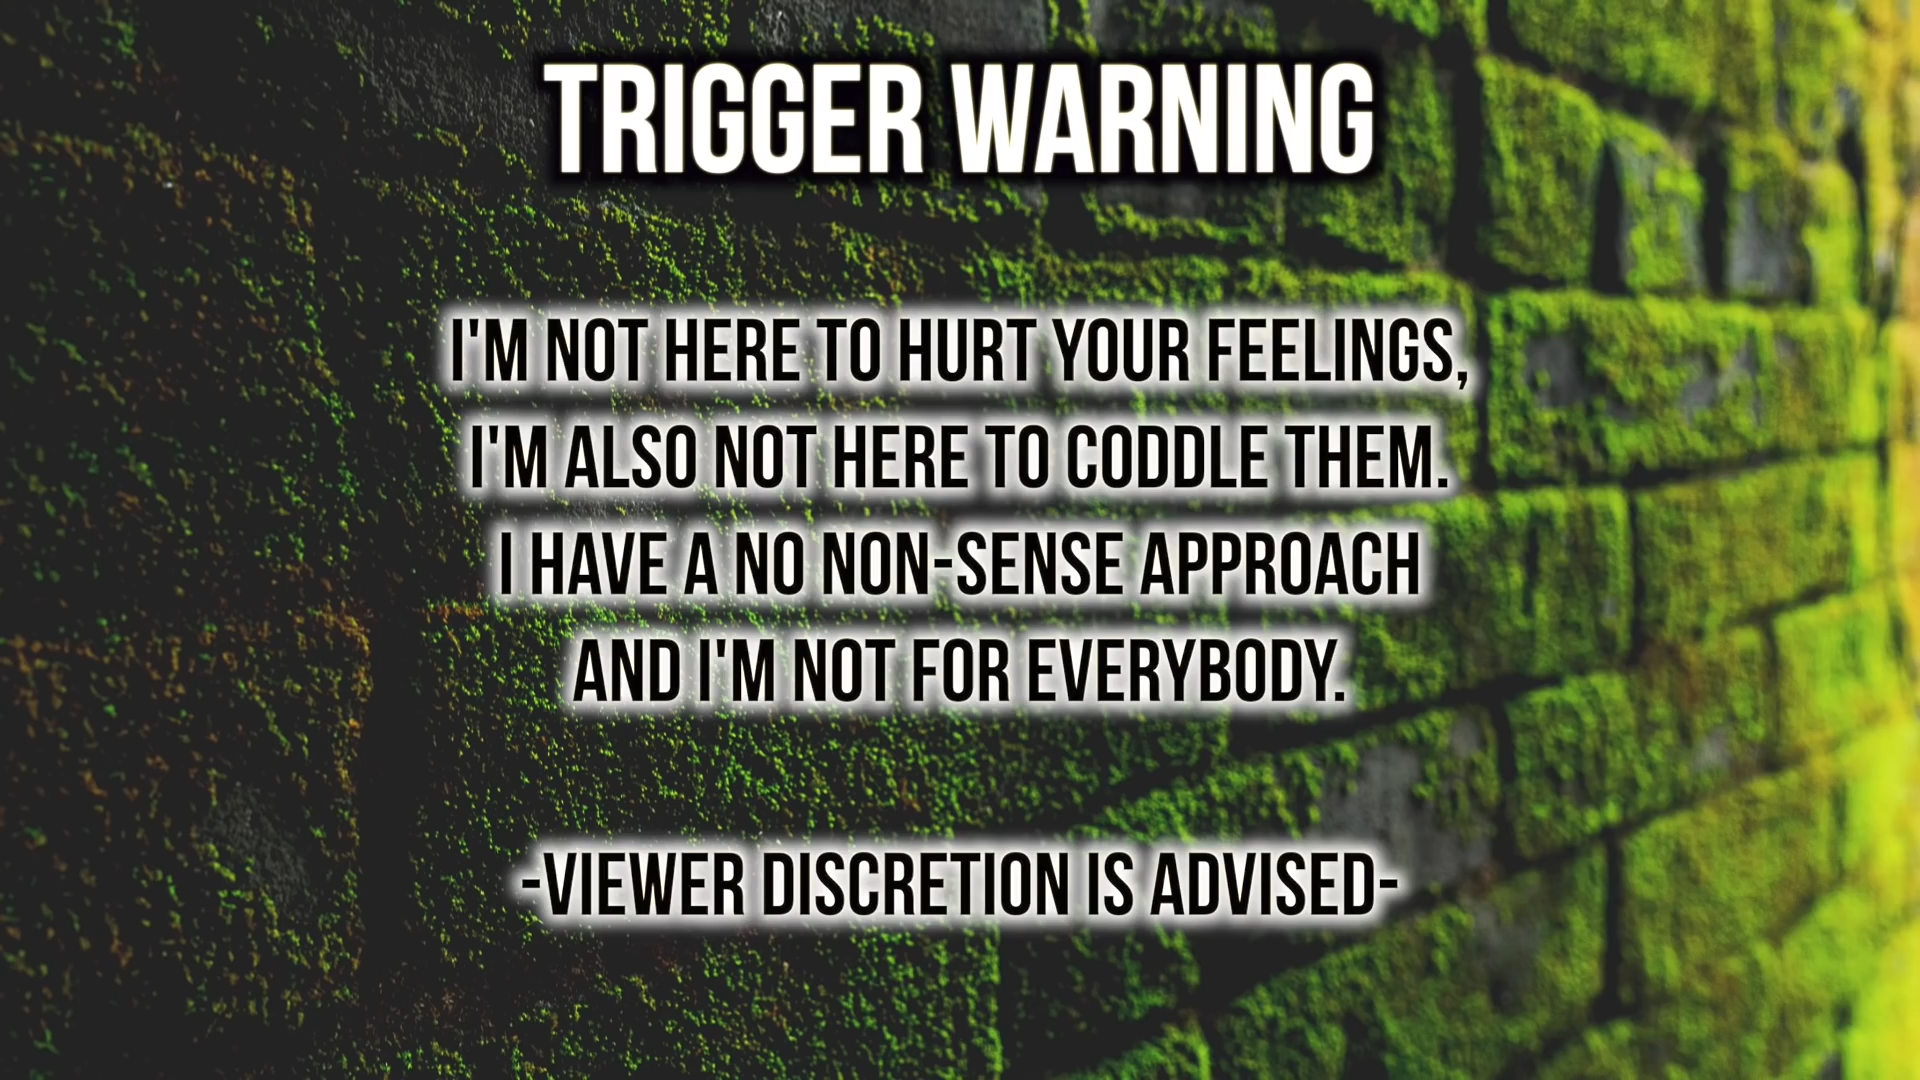 TRIGGER WARNING
I'M NOT HERE TO HURT YOUR FEELINGS,
I'M ALSO NOT HERE TO CODDLE THEM.
I HAVE A NO NON-SENSE APPROACH
AND I'M NOT FOR EVERYBODY.
-VIEWER DISCRETION IS ADVISED-